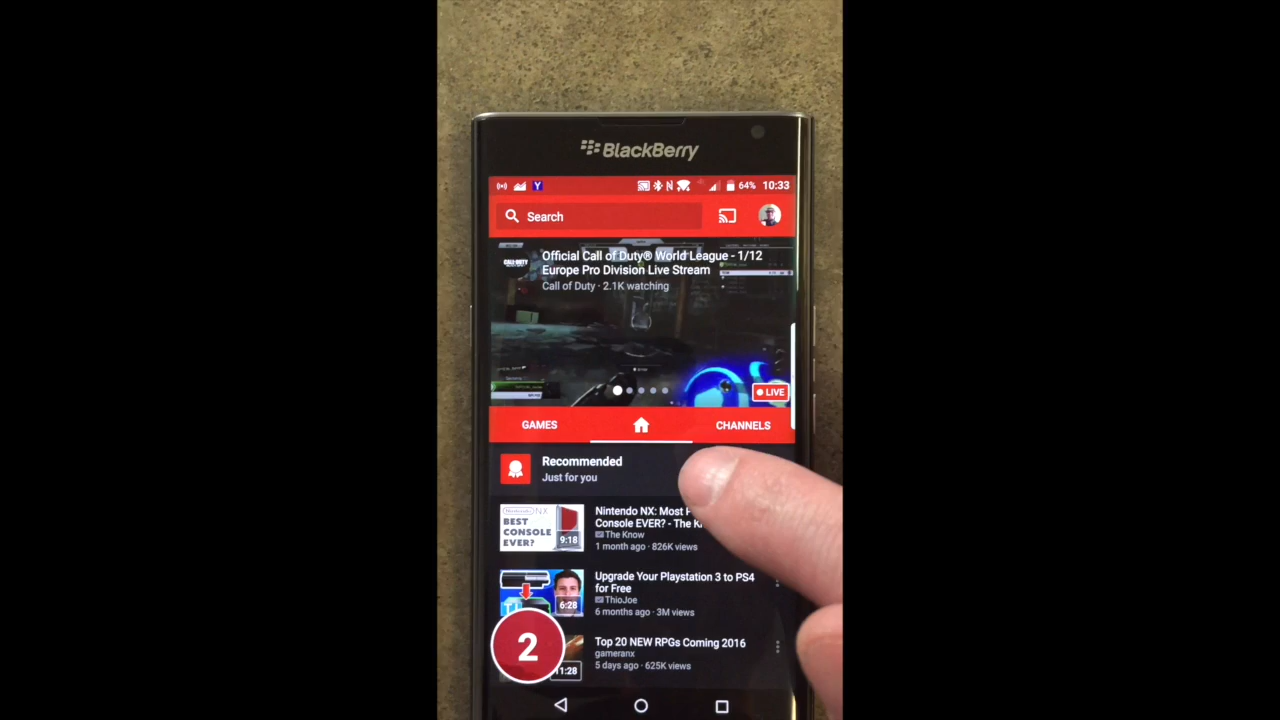 BlackBerry
Y
64% 10:33
Search
Official Call of Duty® World League - 1/12
Europe Pro Division Live Stream
Call of Duty · 2.1K watching
CALL·DUTY
LIVE
GAMES
CHANNELS
Recommended
Just for you
Nintendo NX
BEST
CONSOLE
EVER?
9:18
Nintendo NX: Most
Console EVER? - The
The Know
1 month ago · 826K views
6:28
Upgrade Your Playstation 3 to PS4
for Free
ThioJoe
6 months ago · 3M views
2
11:28
Top 20 NEW RPGs Coming 2016
gameranx
5 days ago · 625K views